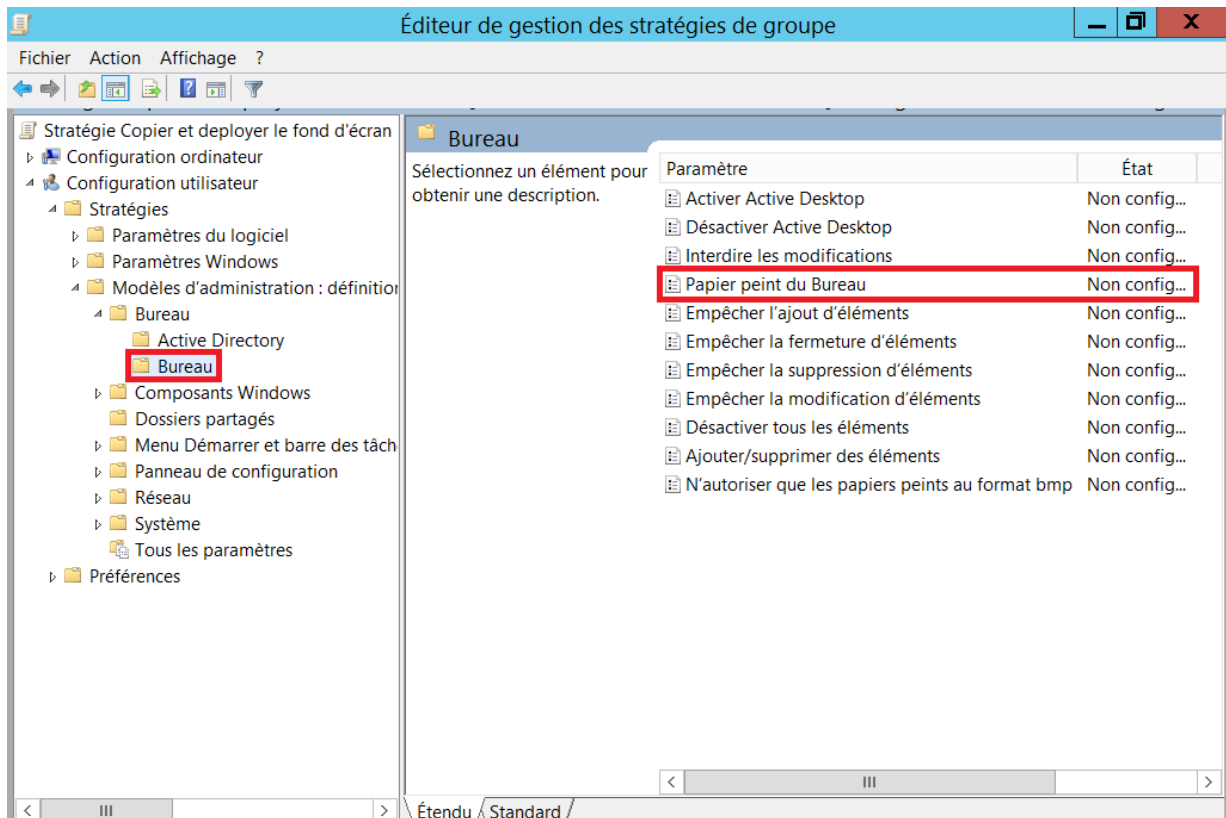 Éditeur de gestion des stratégies de groupe
Fichier Action Affichage ?
Stratégie Copier et deployer le fond d'écran
Configuration ordinateur
Configuration utilisateur
Stratégies
Paramètres du logiciel
Paramètres Windows
Modèles d'administration : définition
Bureau
Active Directory
Bureau
Composants Windows
Dossiers partagés
Menu Démarrer et barre des tâch
Panneau de configuration
Réseau
Système
Tous les paramètres
Préférences
Bureau
Sélectionnez un élément pour
obtenir une description.
Paramètre État
Activer Active Desktop Non config...
Désactiver Active Desktop Non config...
Interdire les modifications Non config...
Papier peint du Bureau Non config...
Empêcher l'ajout d'éléments Non config...
Empêcher la fermeture d'éléments Non config...
Empêcher la suppression d'éléments Non config...
Empêcher la modification d'éléments Non config...
Désactiver tous les éléments Non config...
Ajouter/supprimer des éléments Non config...
N'autoriser que les papiers peints au format bmp Non config...
Étendu Standard